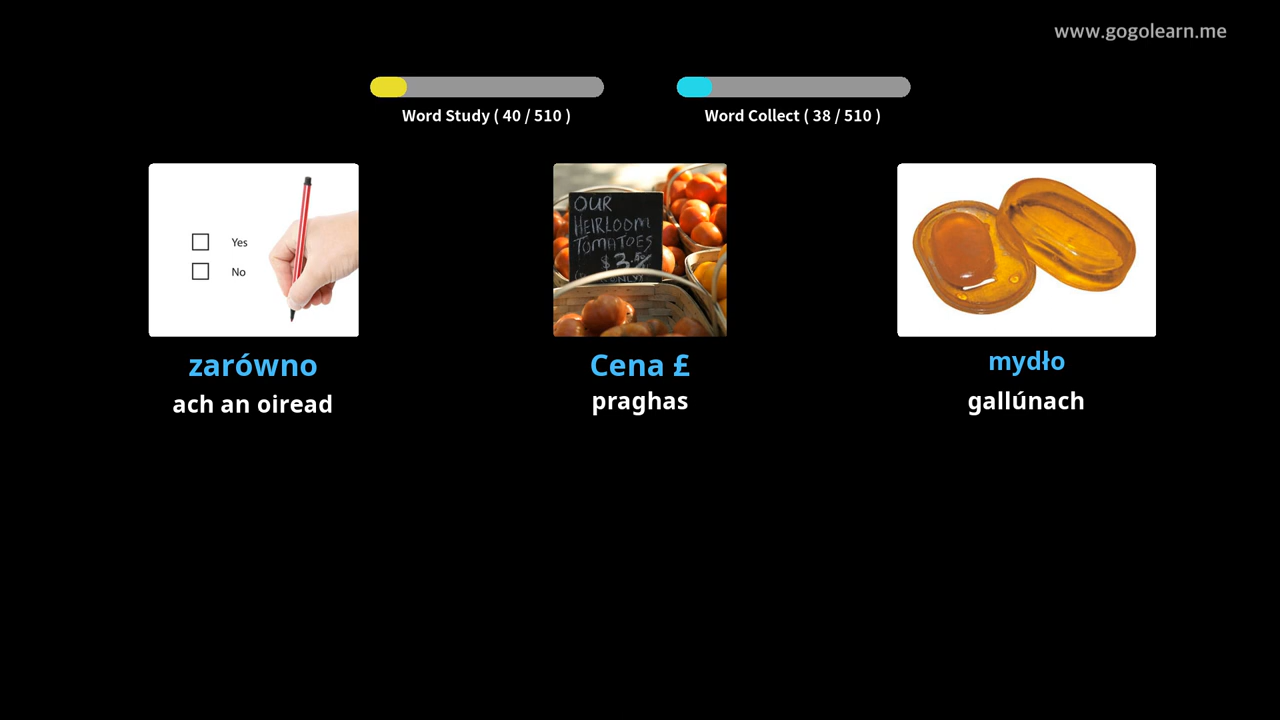 www.gogolearn.me
Word Study ( 40 / 510 )
Word Collect ( 38 / 510 )
Yes
No
OUR
HEIRLOOM
TOMATOES
zarówno
Cena £
mydło
ach an oiread
praghas
gallúnach